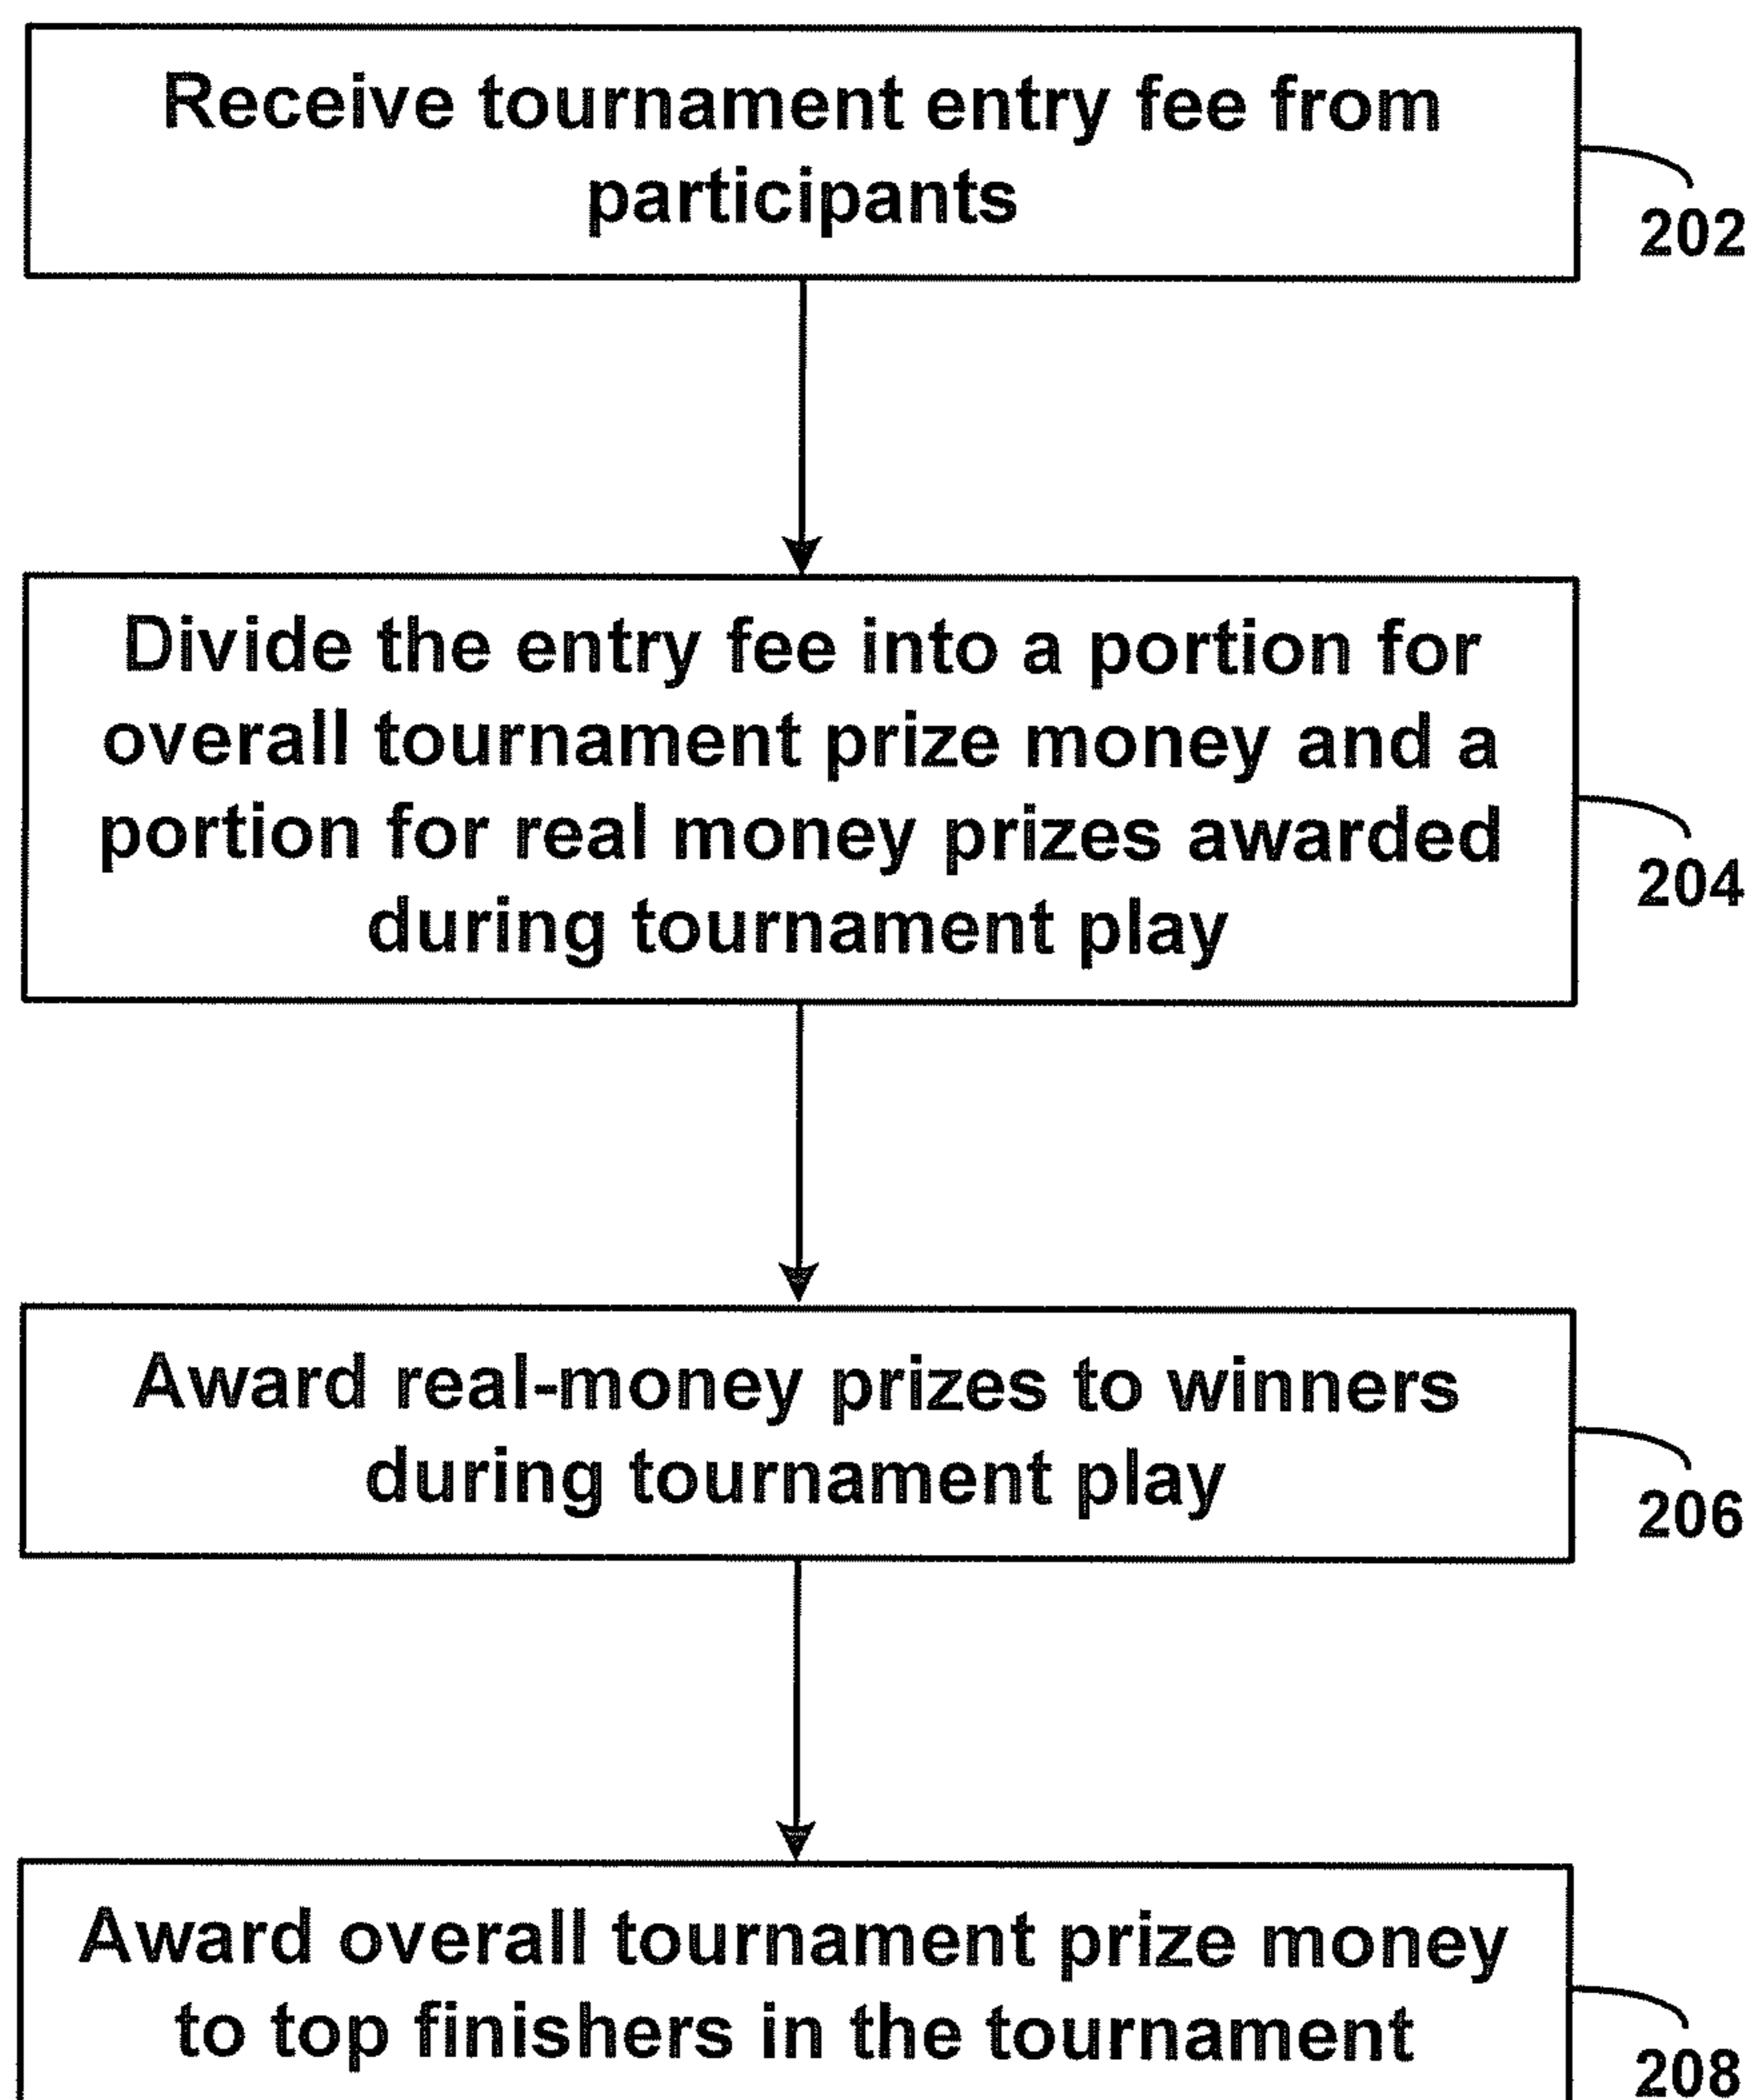 Receive tournament entry fee from
participants
202
Divide the entry fee into a portion for
overall tournament prize money and a
portion for real money prizes awarded
during tournament play
204
Award real-money prizes to winners
during tournament play
206
Award overall tournament prize money
to top finishers in the tournament
208